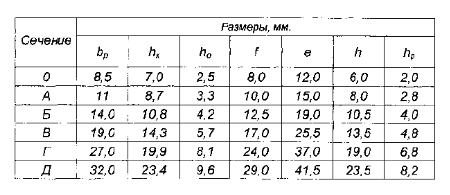 Сечение Размеры, мм.
bр hх hо f e h hр
0 8,5 7,0 2,5 8,0 12,0 6,0 2,0
А 11 8,7 3,3 10,0 15,0 8,0 2,8
Б 14,0 10,8 4,2 12,5 19,0 10,5 4,0
В 19,0 14,3 5,7 17,0 25,5 13,5 4,8
Г 27,0 19,9 8,1 24,0 37,0 19,0 6,8
Д 32,0 23,4 9,6 29,0 41,5 23,5 8,2